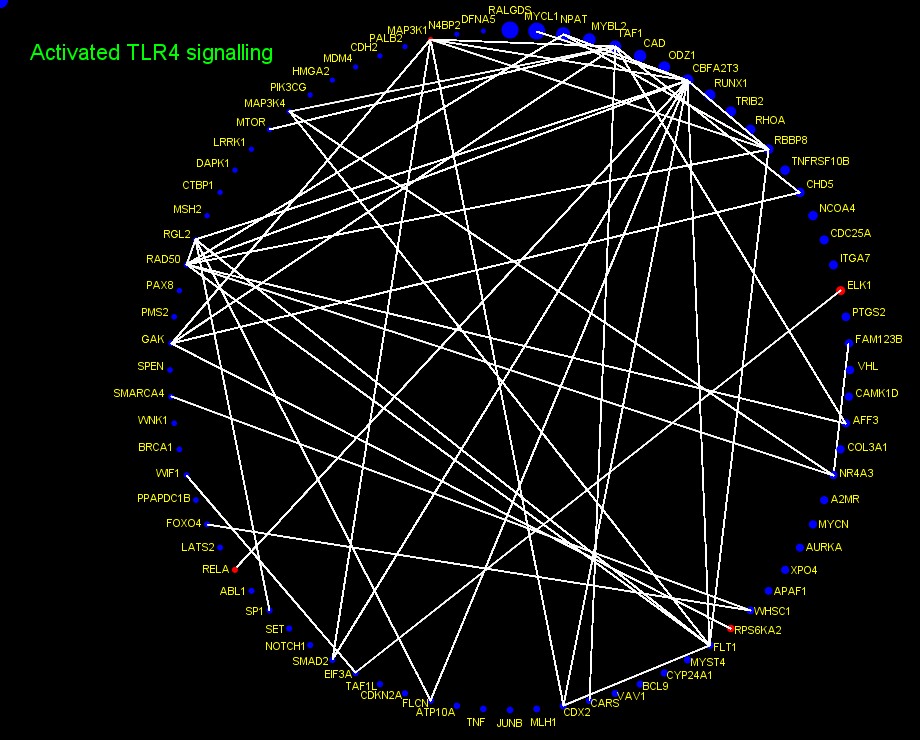 Activated TLR4 signalling
RALGDS
MYCL1
NPAT
MYBL2
TAF1
CAD
ODZ1
CBFA2T3
RUNX1
TRIB2
RHOA
RBBP8
TNFRSF10B
CHD5
NCOA4
CDC25A
ITGA7
ELK1
PTGS2
FAM123B
VHL
CAMK1D
AFF3
COL3A1
NR4A3
A2MR
MYCN
AURKA
XPO4
APAF1
WHSC1
RPS6KA2
FLT1
MYST4
CYP24A1
BCL9
VAV1
CARS
CDX2
MLH1
JUNB
TNF
ATP10A
FLCN
CDKN2A
TAF1L
EIF3A
SMAD2
NOTCH1
SET
SP1
ABL1
RELA
LATS2
FOXO4
PPAPDC1B
WIF1
BRCA1
WNK1
SMARCA4
SPEN
GAK
PMS2
PAX8
RAD50
RGL2
MSH2
CTBP1
DAPK1
LRRK1
MTOR
MAP3K4
PIK3CG
HMGA2
MDM4
CDH2
PALB2
MAP3K1
N4BP2
DFNA5